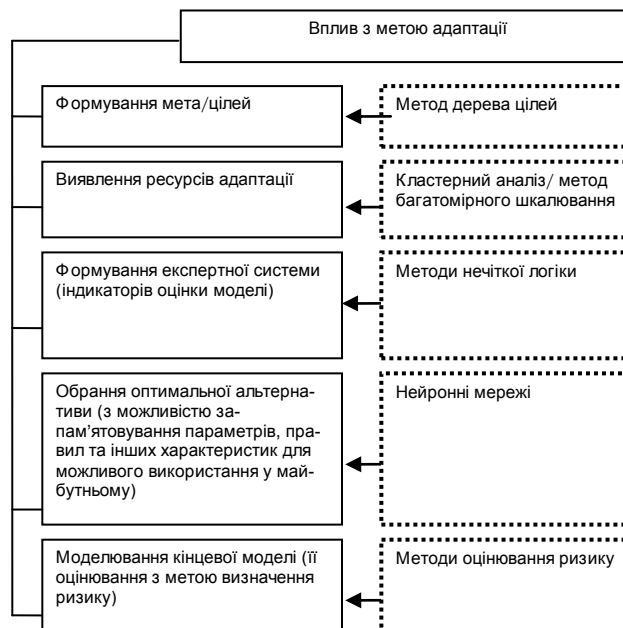 Вплив з метою адаптації
Формування мета/цілей
Метод дерева цілей
Виявлення ресурсів адаптації
Кластерний аналіз/ метод
багатомірного шкалювання
Формування експертної системи
(індикаторів оцінки моделі)
Методи нечіткої логіки
Обрання оптимальної альтерна-
тиви (з можливістю за-
пам'ятовування параметрів, пра-
вил та інших характеристик для
можливого використання у май-
бутньому)
Нейронні мережі
Моделювання кінцевої моделі (її
оцінювання з метою визначення
ризику)
Методи оцінювання ризику